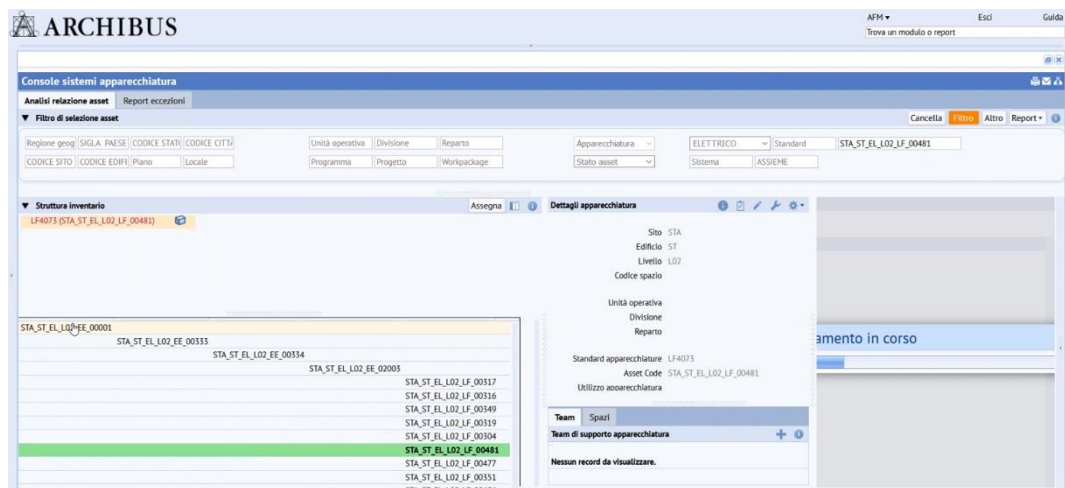 ARCHIBUS
AFM
Esci
Guida
Trova un modulo o report
Console sistemi apparecchiatura
Analisi relazione asset
Report eccezioni
Filtro di selezione asset
Cancella
Filtro
Altro
Report
Regione geog
SIGLA PAESE
CODICE STATI
CODICE CITTA
Unità operativa
Divisione
Reparto
Apparecchiatura
ELETTRICO
Standard
STA_ST_EL_L02_LF_00481
CODICE SITO
CODICE EDIFI
Piano
Locale
Programma
Progetto
Workpackage
Stato asset
Sistema
ASSIEME
Struttura inventario
Assegna
LF4073 (STA_ST_EL_L02_LF_00481)
STA_ST_EL_L02_EE_00001
STA_ST_EL_L02_EE_00333
STA_ST_EL_L02_EE_00334
STA_ST_EL_L02_EE_02003
STA_ST_EL_L02_LF_00317
STA_ST_EL_L02_LF_00316
STA_ST_EL_L02_LF_00349
STA_ST_EL_L02_LF_00319
STA_ST_EL_L02_LF_00304
STA_ST_EL_L02_LF_00481
STA_ST_EL_L02_LF_00477
STA_ST_EL_L02_LF_00351
Dettagli apparecchiatura
Sito STA
Edificio ST
Livello L02
Codice spazio
Unità operativa
Divisione
Reparto
Standard apparecchiature LF4073
Asset Code STA_ST_EL_L02_LF_00481
Utilizzo apparecchiatura
Team
Spazi
Team di supporto apparecchiatura
Nessun record da visualizzare.
amento in corso